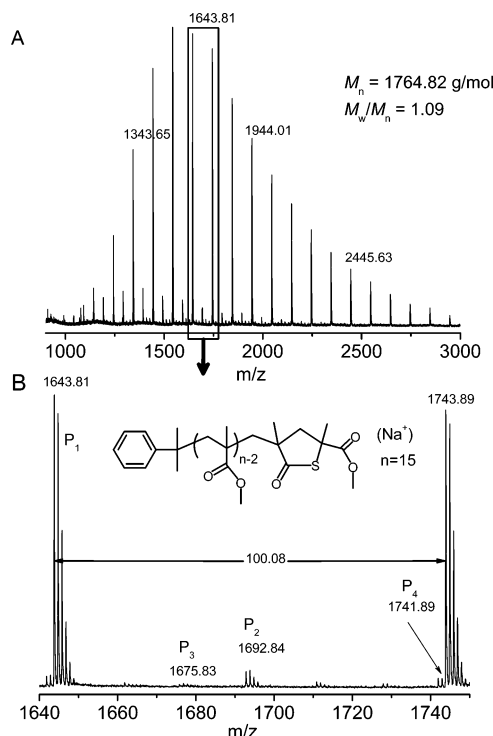 A
1643.81
Mn = 1764.82 g/mol
Mw/Mn = 1.09
1343.65
1944.01
2445.63
1000 1500 2000 2500 3000
m/z
B
1643.81
1743.89
P1
(Na+)
n-2
n=15
O
O
O
S
O
O
100.08
P4
1741.89
P2
1692.84
P3
1675.83
1640 1660 1680 1700 1720 1740
m/z